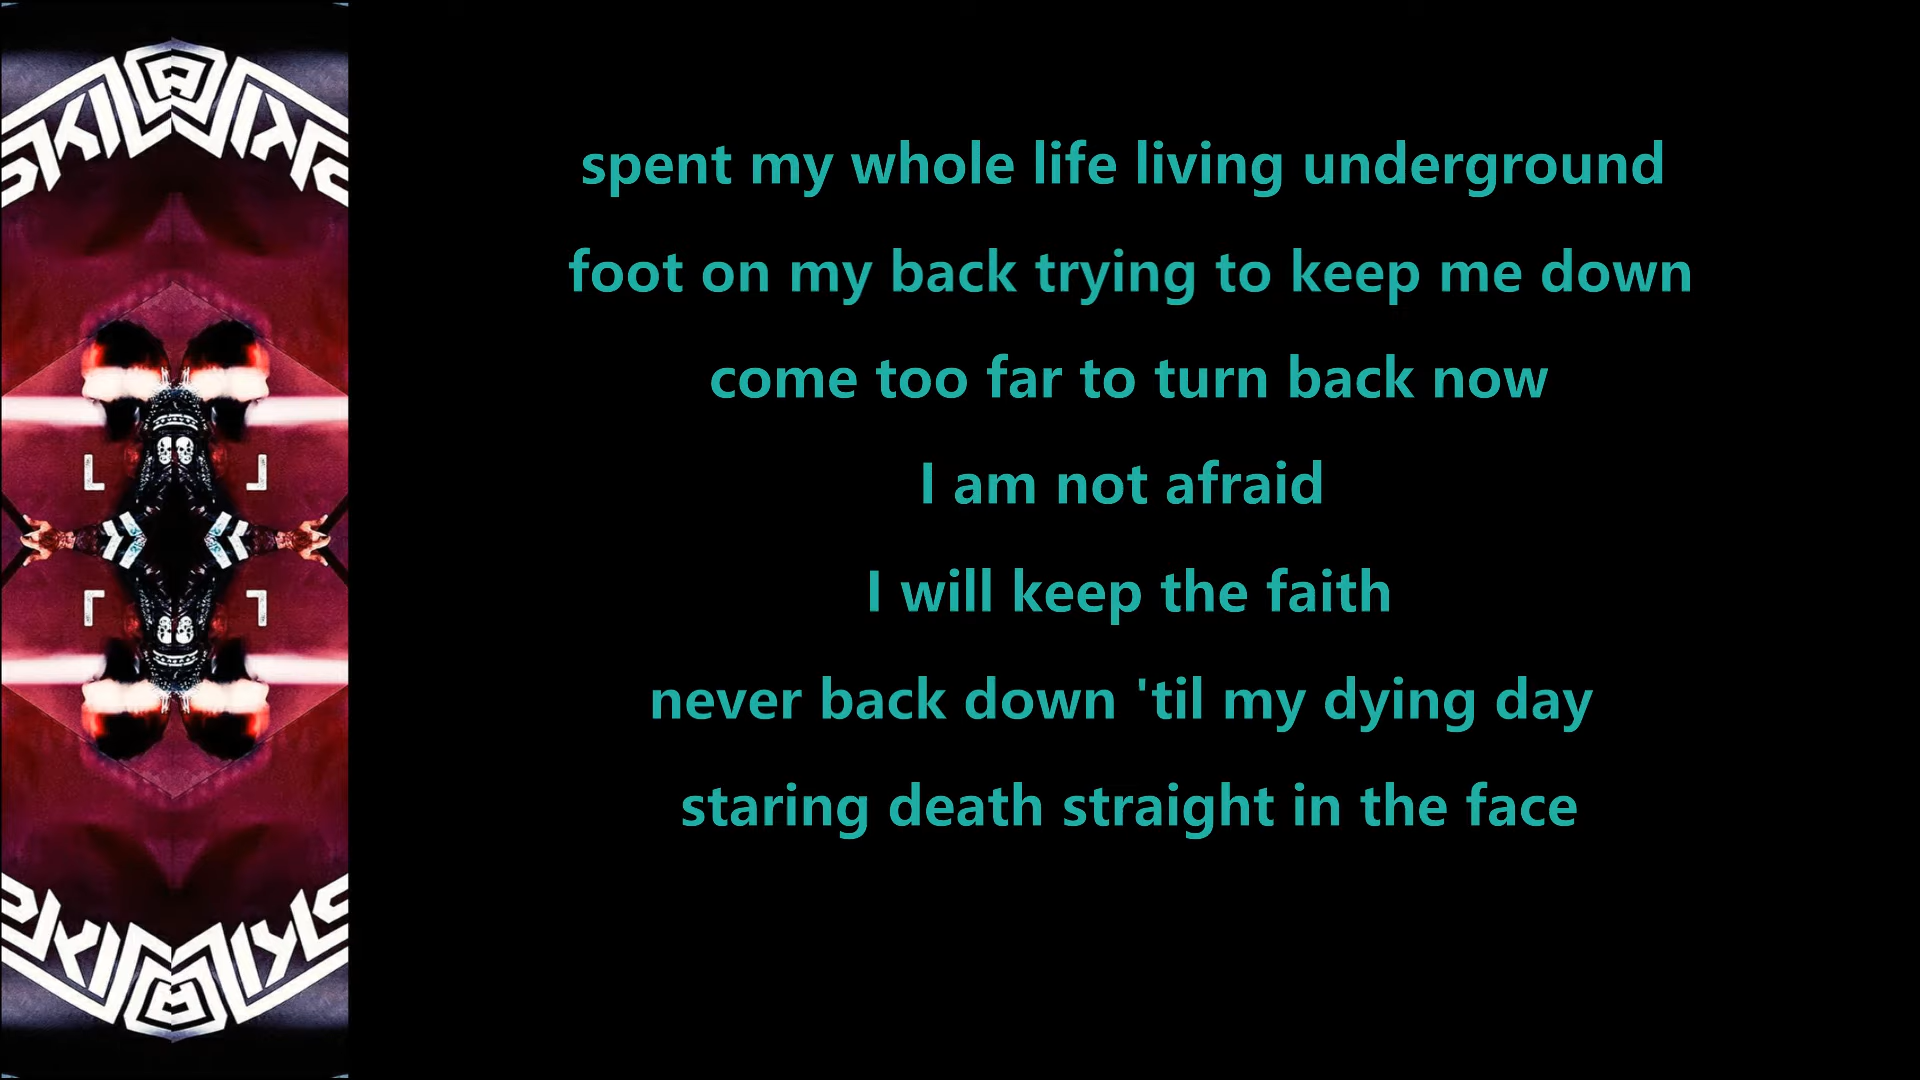 spent my whole life living underground
foot on my back trying to keep me down
come too far to turn back now
I am not afraid
I will keep the faith
never back down 'til my dying day
staring death straight in the face